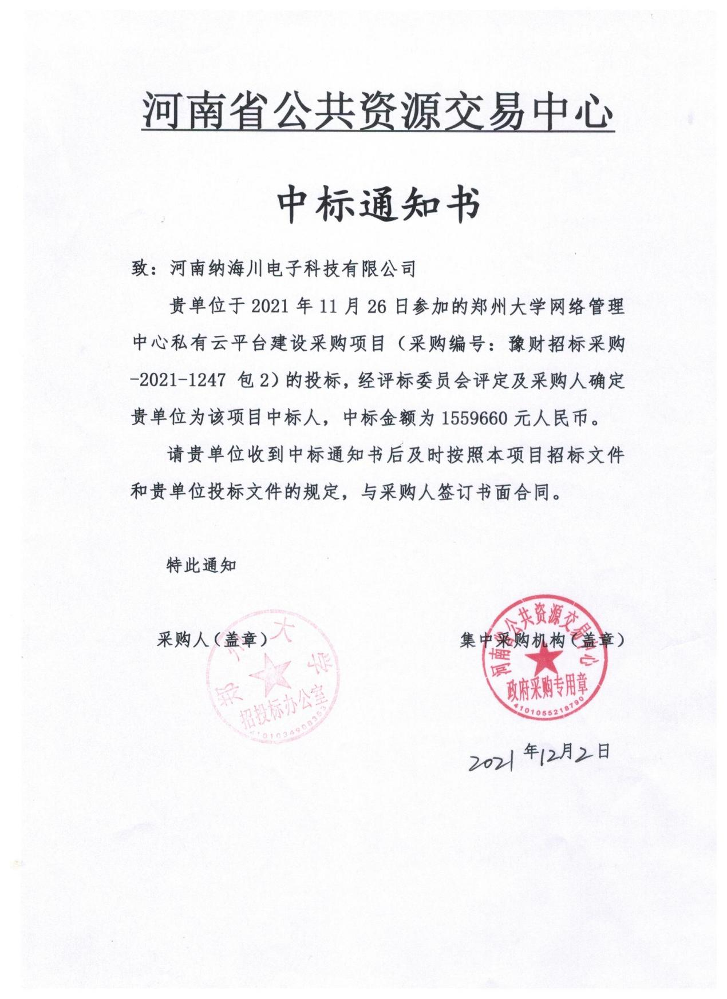 河南省公共资源交易中心
中标通知书
致：河南纳海川电子科技有限公司
贵单位于 2021 年 11 月 26 日参加的郑州大学网络管理
中心私有云平台建设采购项目（采购编号：豫财招标采购
-2021-1247 包 2）的投标，经评标委员会评定及采购人确定
贵单位为该项目中标人，中标金额为 1559660 元人民币。
请贵单位收到中标通知书后及时按照本项目招标文件
和贵单位投标文件的规定，与采购人签订书面合同。
特此通知
采购人（盖章）
郑州大学
招投标办公室
4101034908353
集中采购机构（盖章）
河南省公共资源交易中心
政府采购专用章
4101055218790
2021 年 12 月 2 日